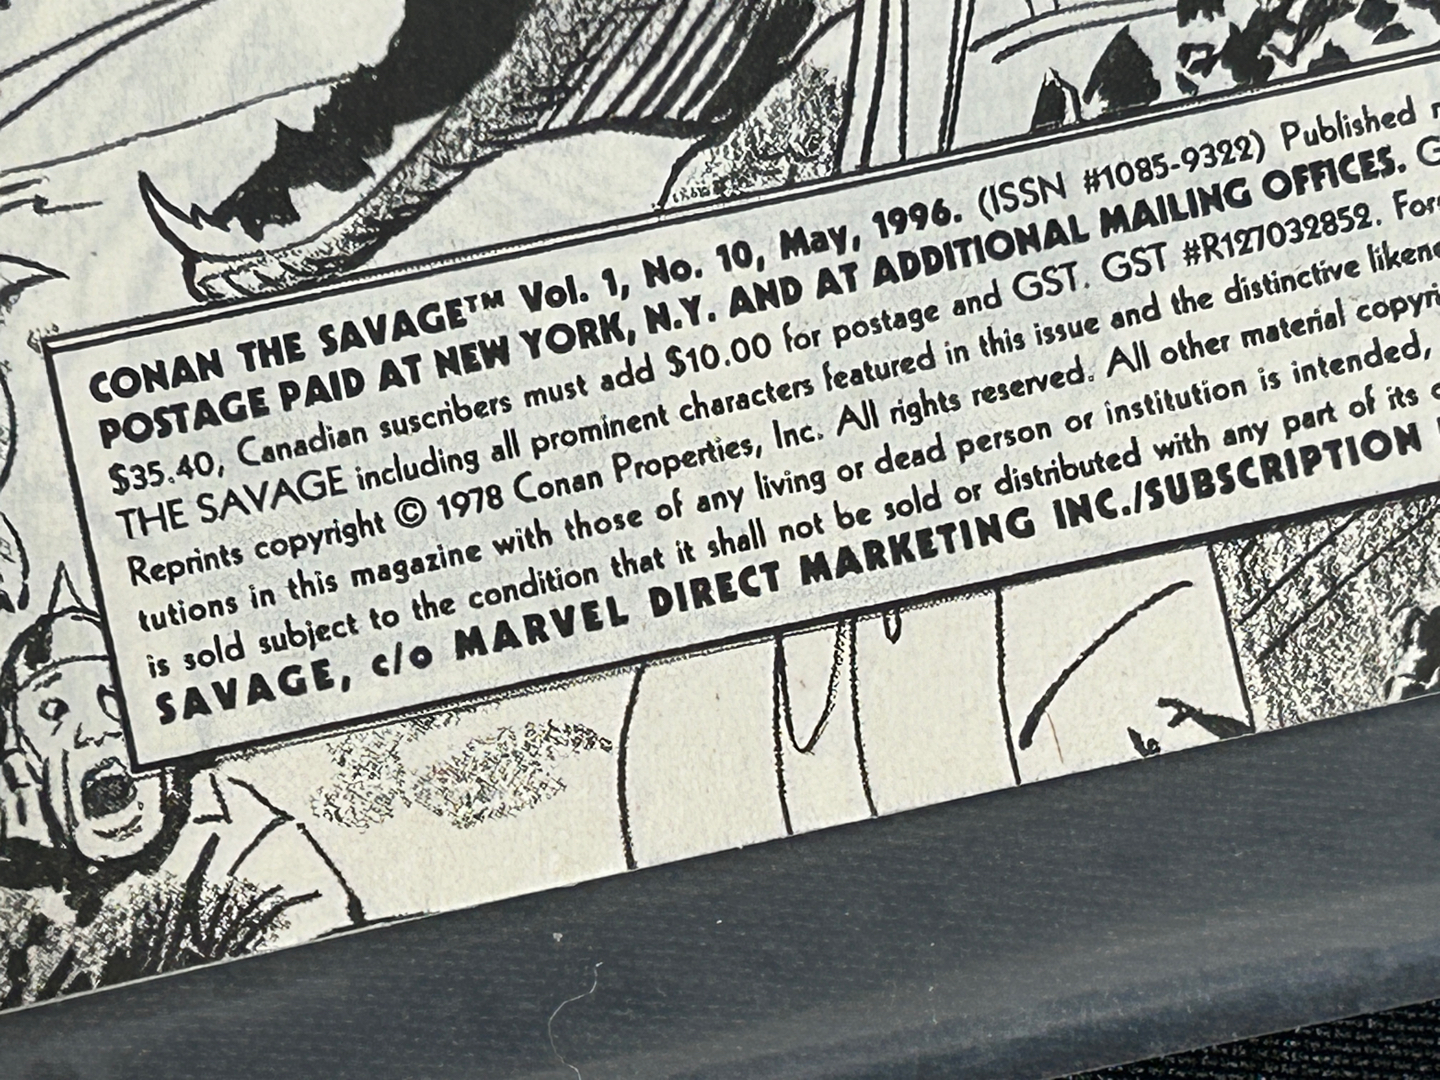 CONAN THE SAVAGE™ Vol. 1, No. 10, May, 1996. (ISSN #1085-9322) Published
POSTAGE PAID AT NEW YORK, N.Y. AND AT ADDITIONAL MAILING OFFICES.
$35.40, Canadian suscribers must add $10.00 for postage and GST. GST #R127032852.
THE SAVAGE including all prominent characters featured in this issue and the distinctive
Reprints copyright © 1978 Conan Properties, Inc. All rights reserved. All other material
tutions in this magazine with those of any living or dead person or institution is intended,
is sold subject to the condition that it shall not be sold or distributed with any part of its
SAVAGE, c/o MARVEL DIRECT MARKETING INC./SUBSCRIPTION